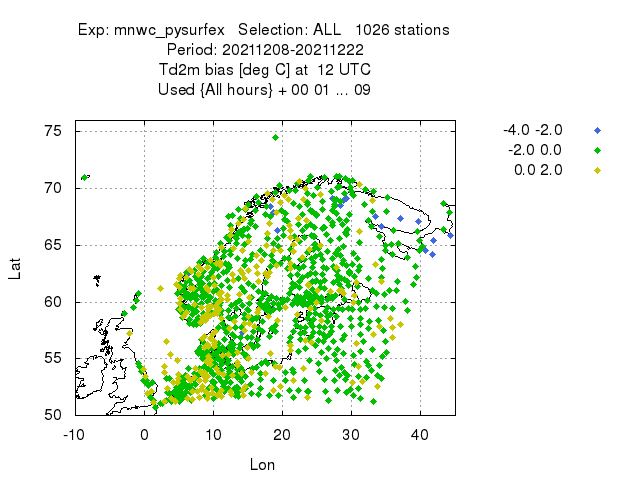 Exp: mnwc_pysurfex   Selection: ALL   1026 stations
Period: 20211208-20211222
Td2m bias [deg C] at  12 UTC
Used {All hours} + 00 01 ... 09
-4.0 -2.0
-2.0 0.0
0.0 2.0
75
70
65
60
55
50
Lat
-10 0 10 20 30 40
Lon